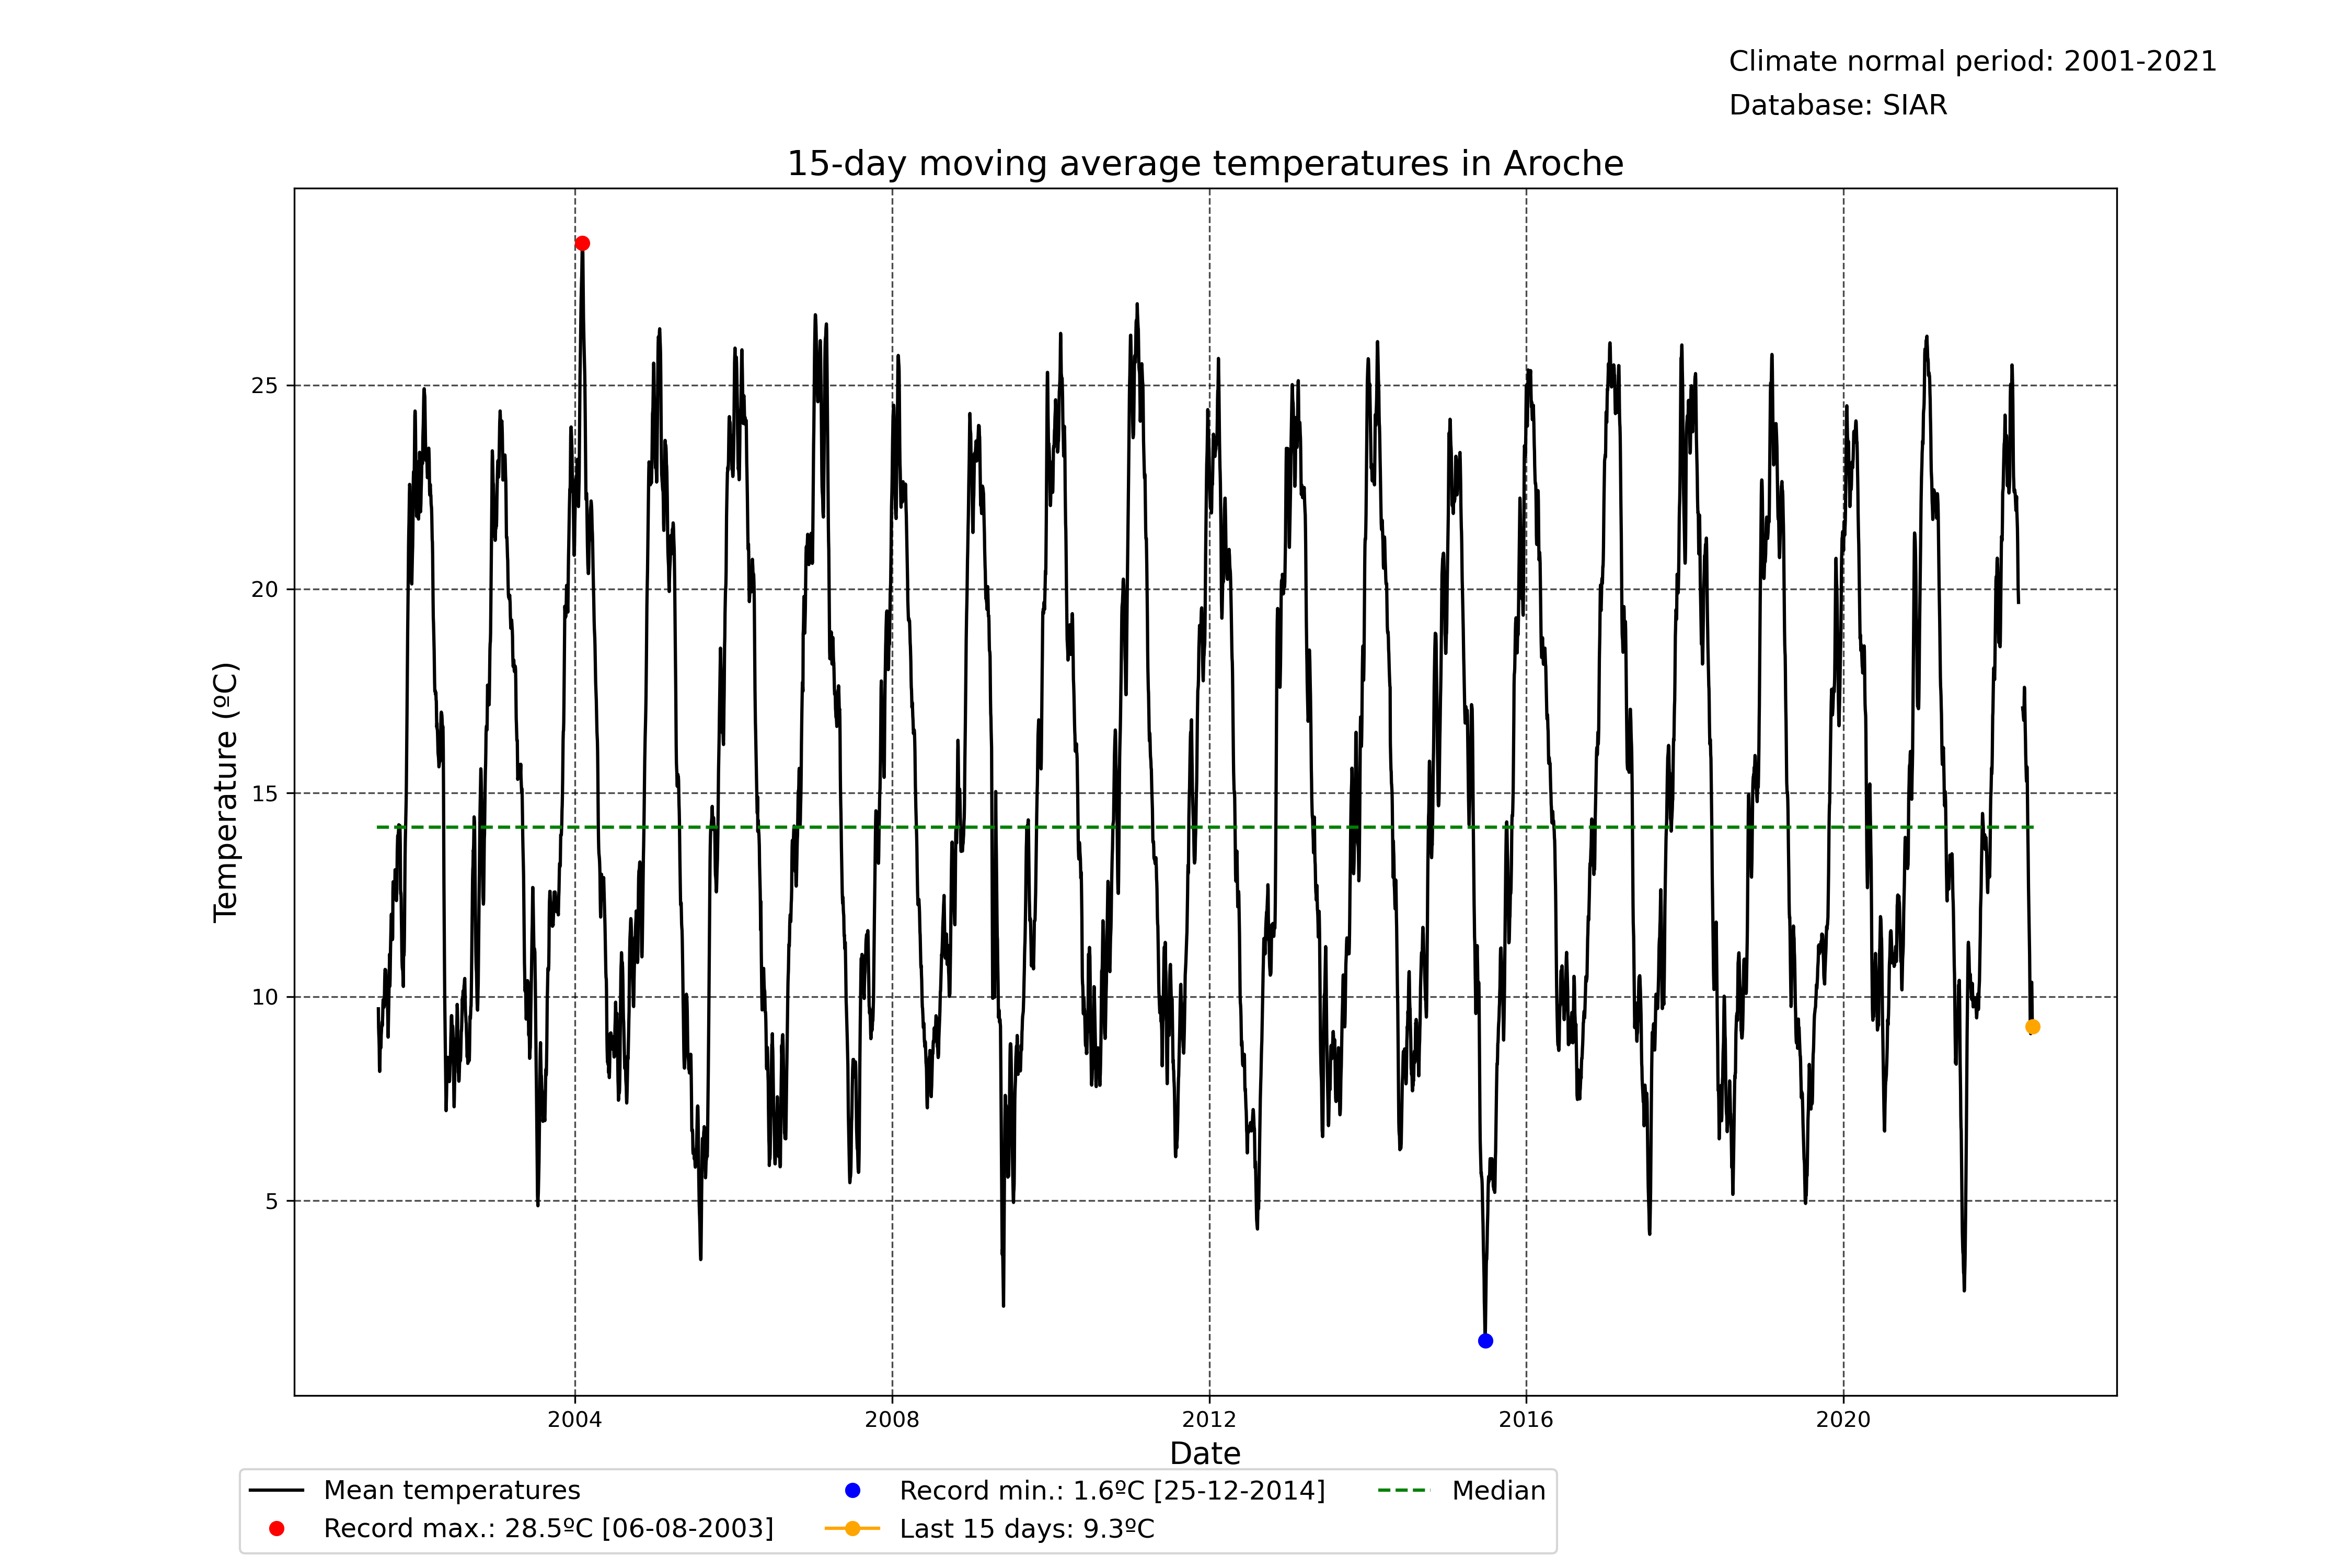 Climate normal period: 2001-2021
Database: SIAR
15-day moving average temperatures in Aroche
25
20
15
10
5
Temperature (ºC)
2004
2008
2012
2016
2020
Date
Mean temperatures
Record max.: 28.5ºC [06-08-2003]
Record min.: 1.6ºC [25-12-2014]
Last 15 days: 9.3ºC
Median